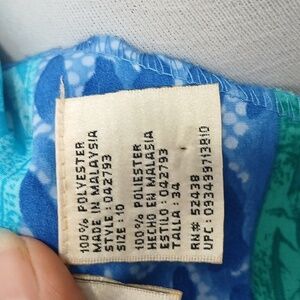 100% POLYESTER
MADE IN MALAYSIA
STYLE : 042793
SIZE : 10
100% POLIESTER
HECHO EN MALASIA
ESTILO : 042793
TALLA : 34
RN# 52438
UPC: 093499713810